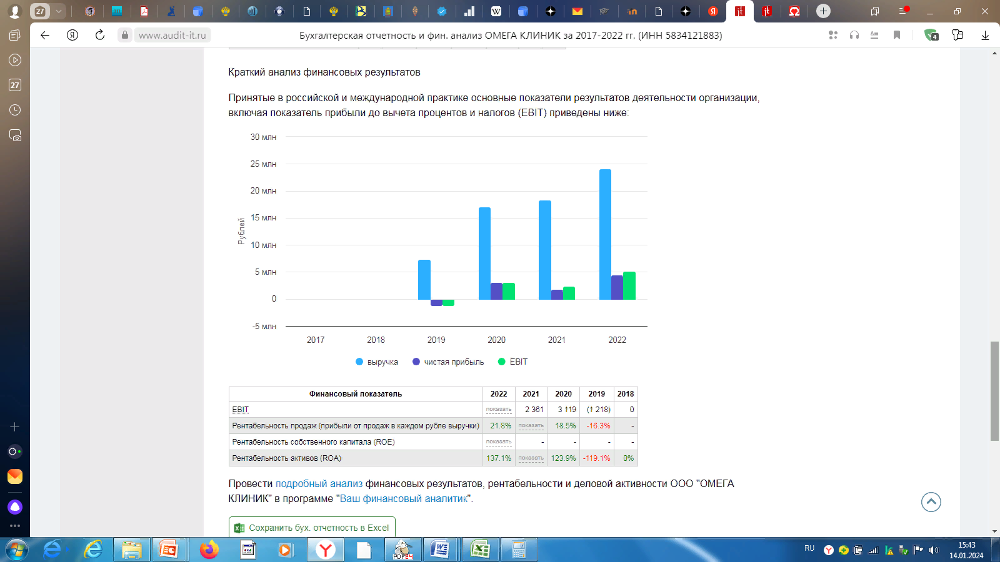 27
www.audit-it.ru
Бухгалтерская отчетность и фин. анализ ОМЕГА КЛИНИК за 2017-2022 гг. (ИНН 5834121883)
4
27
Краткий анализ финансовых результатов
Принятые в российской и международной практике основные показатели результатов деятельности организации,
включая показатель прибыли до вычета процентов и налогов (EBIT) приведены ниже:
Рублей
30 млн
25 млн
20 млн
15 млн
10 млн
5 млн
0
-5 млн
2017 2018 2019 2020 2021 2022
выручка чистая прибыль EBIT
Финансовый показатель 2022 2021 2020 2019 2018
EBIT показать 2 361 3 119 (1 218) 0
Рентабельность продаж (прибыли от продаж в каждом рубле выручки) 21.8% показать 18.5% -16.3% -
Рентабельность собственного капитала (ROE) показать - - - -
Рентабельность активов (ROA) 137.1% показать 123.9% -119.1% 0%
Провести подробный анализ финансовых результатов, рентабельности и деловой активности ООО "ОМЕГА
КЛИНИК" в программе "Ваш финансовый аналитик".
Сохранить бух. отчетность в Excel
PDF24
RU
15:43
14.01.2024